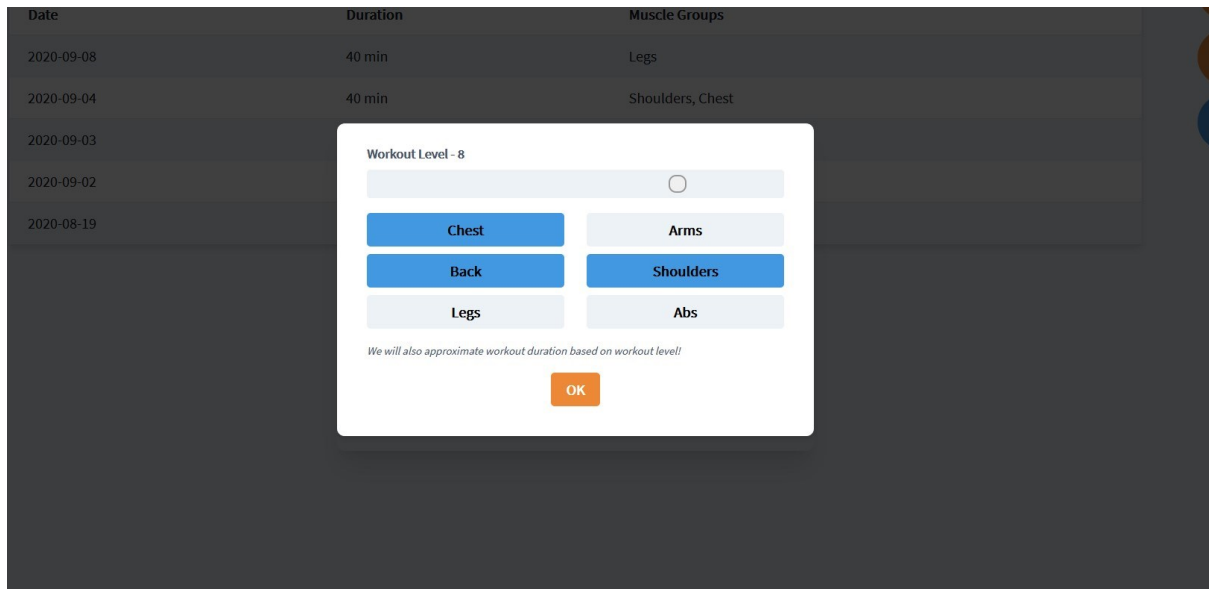 Date Duration Muscle Groups
2020-09-08 40 min Legs
2020-09-04 40 min Shoulders, Chest
2020-09-03
2020-09-02
2020-08-19
Workout Level - 8
Chest Arms
Back Shoulders
Legs Abs
We will also approximate workout duration based on workout level!
OK